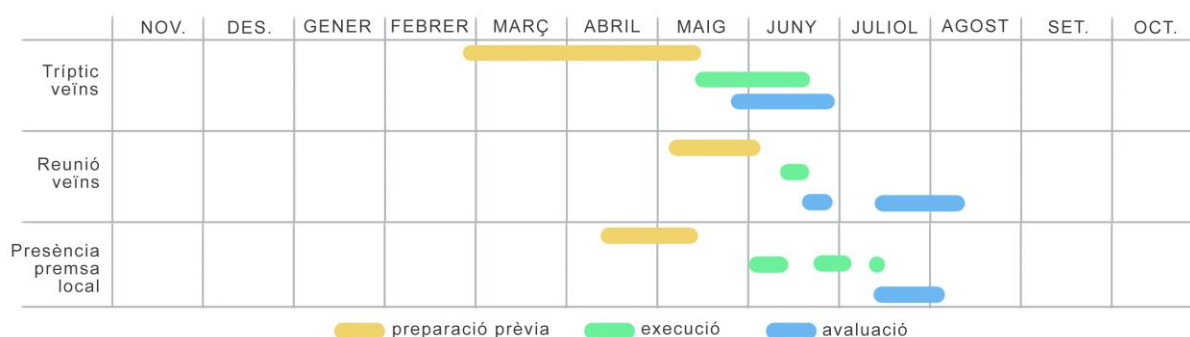 NOV. DES. GENER FEBRER MARÇ ABRIL MAIG JUNY JULIOL AGOST SET. OCT.
Tríptic
veïns
Reunió
veïns
Presència
premsa
local
preparació prèvia execució avaluació